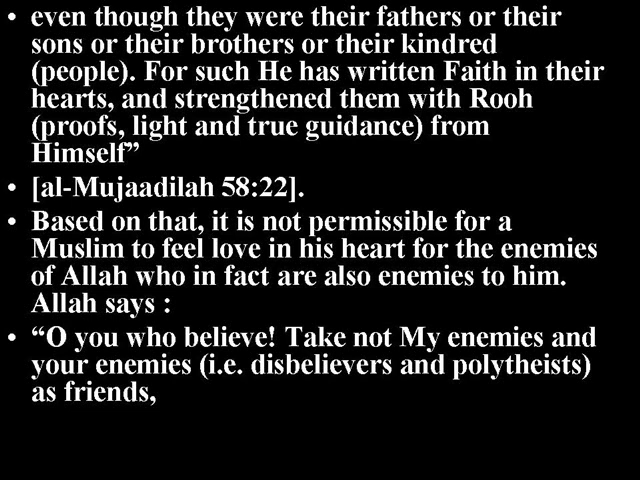 • even though they were their fathers or their
sons or their brothers or their kindred
(people). For such He has written Faith in their
hearts, and strengthened them with Rooh
(proofs, light and true guidance) from
Himself”
• [al-Mujaadilah 58:22].
• Based on that, it is not permissible for a
Muslim to feel love in his heart for the enemies
of Allah who in fact are also enemies to him.
Allah says :
• “O you who believe! Take not My enemies and
your enemies (i.e. disbelievers and polytheists)
as friends,